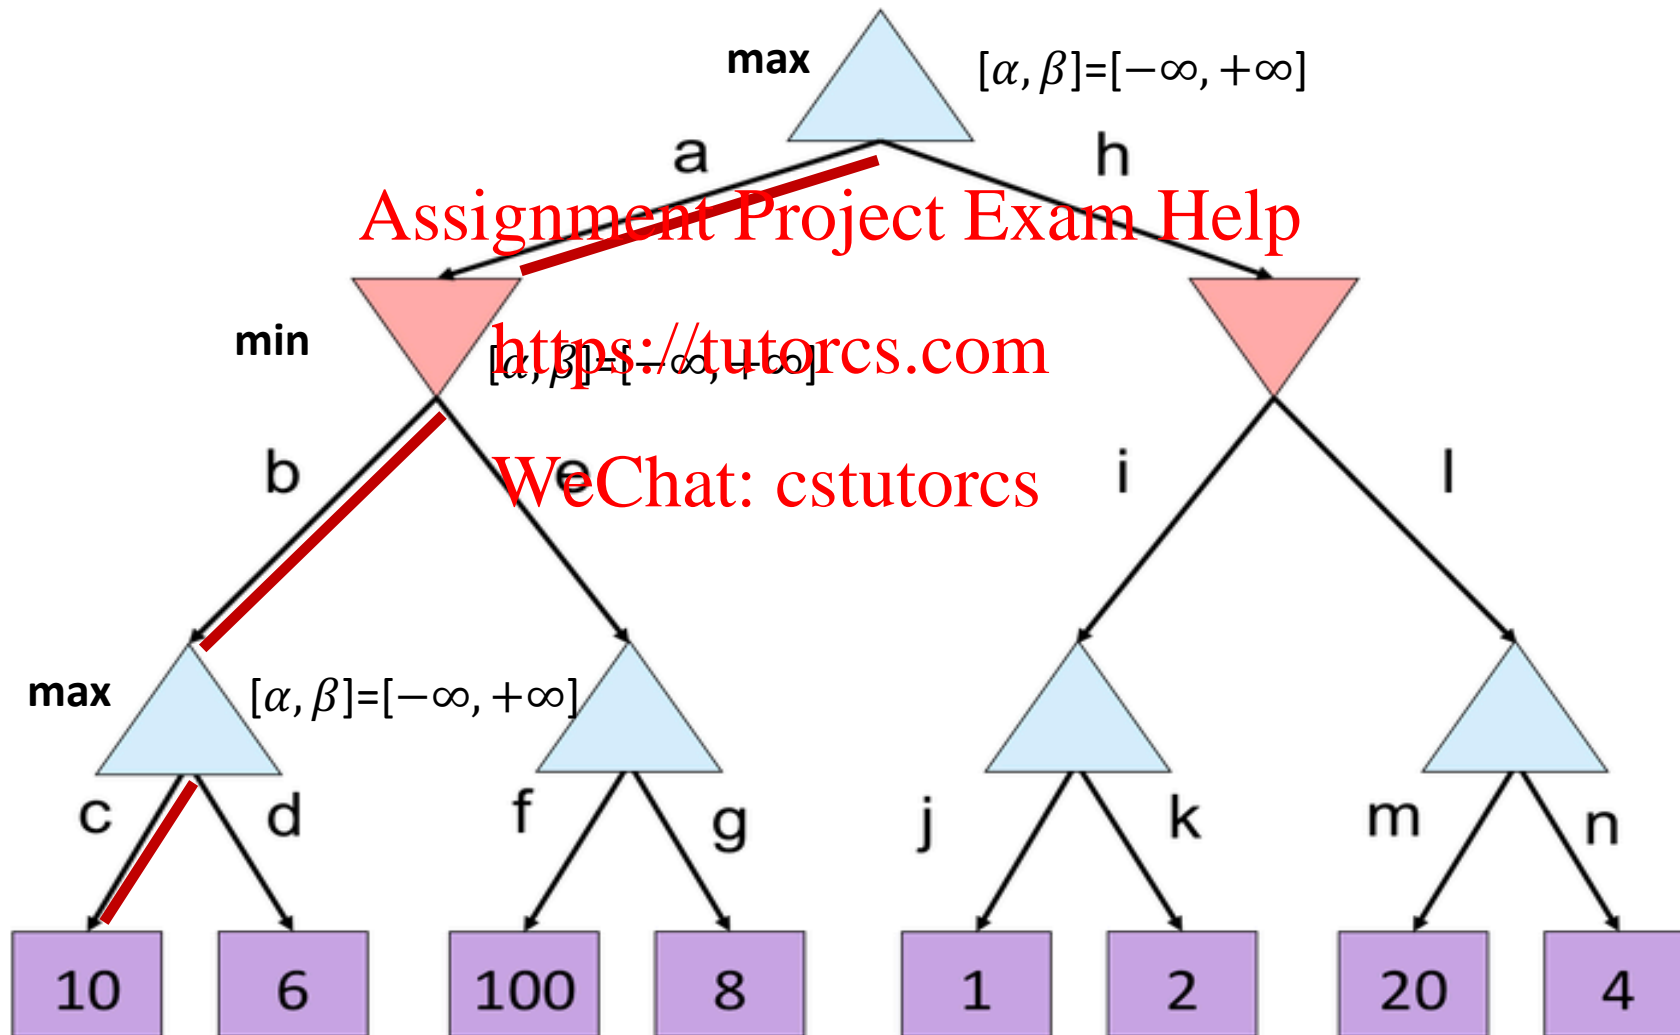 max [α, β]=[−∞, +∞]
a h
Assignment Project Exam Help
min [α, β]=[−∞, +∞]
https://tutorcs.com
b e i l
WeChat: cstutorcs
max [α, β]=[−∞, +∞]
c d f g j k m n
10 6 100 8 1 2 20 4